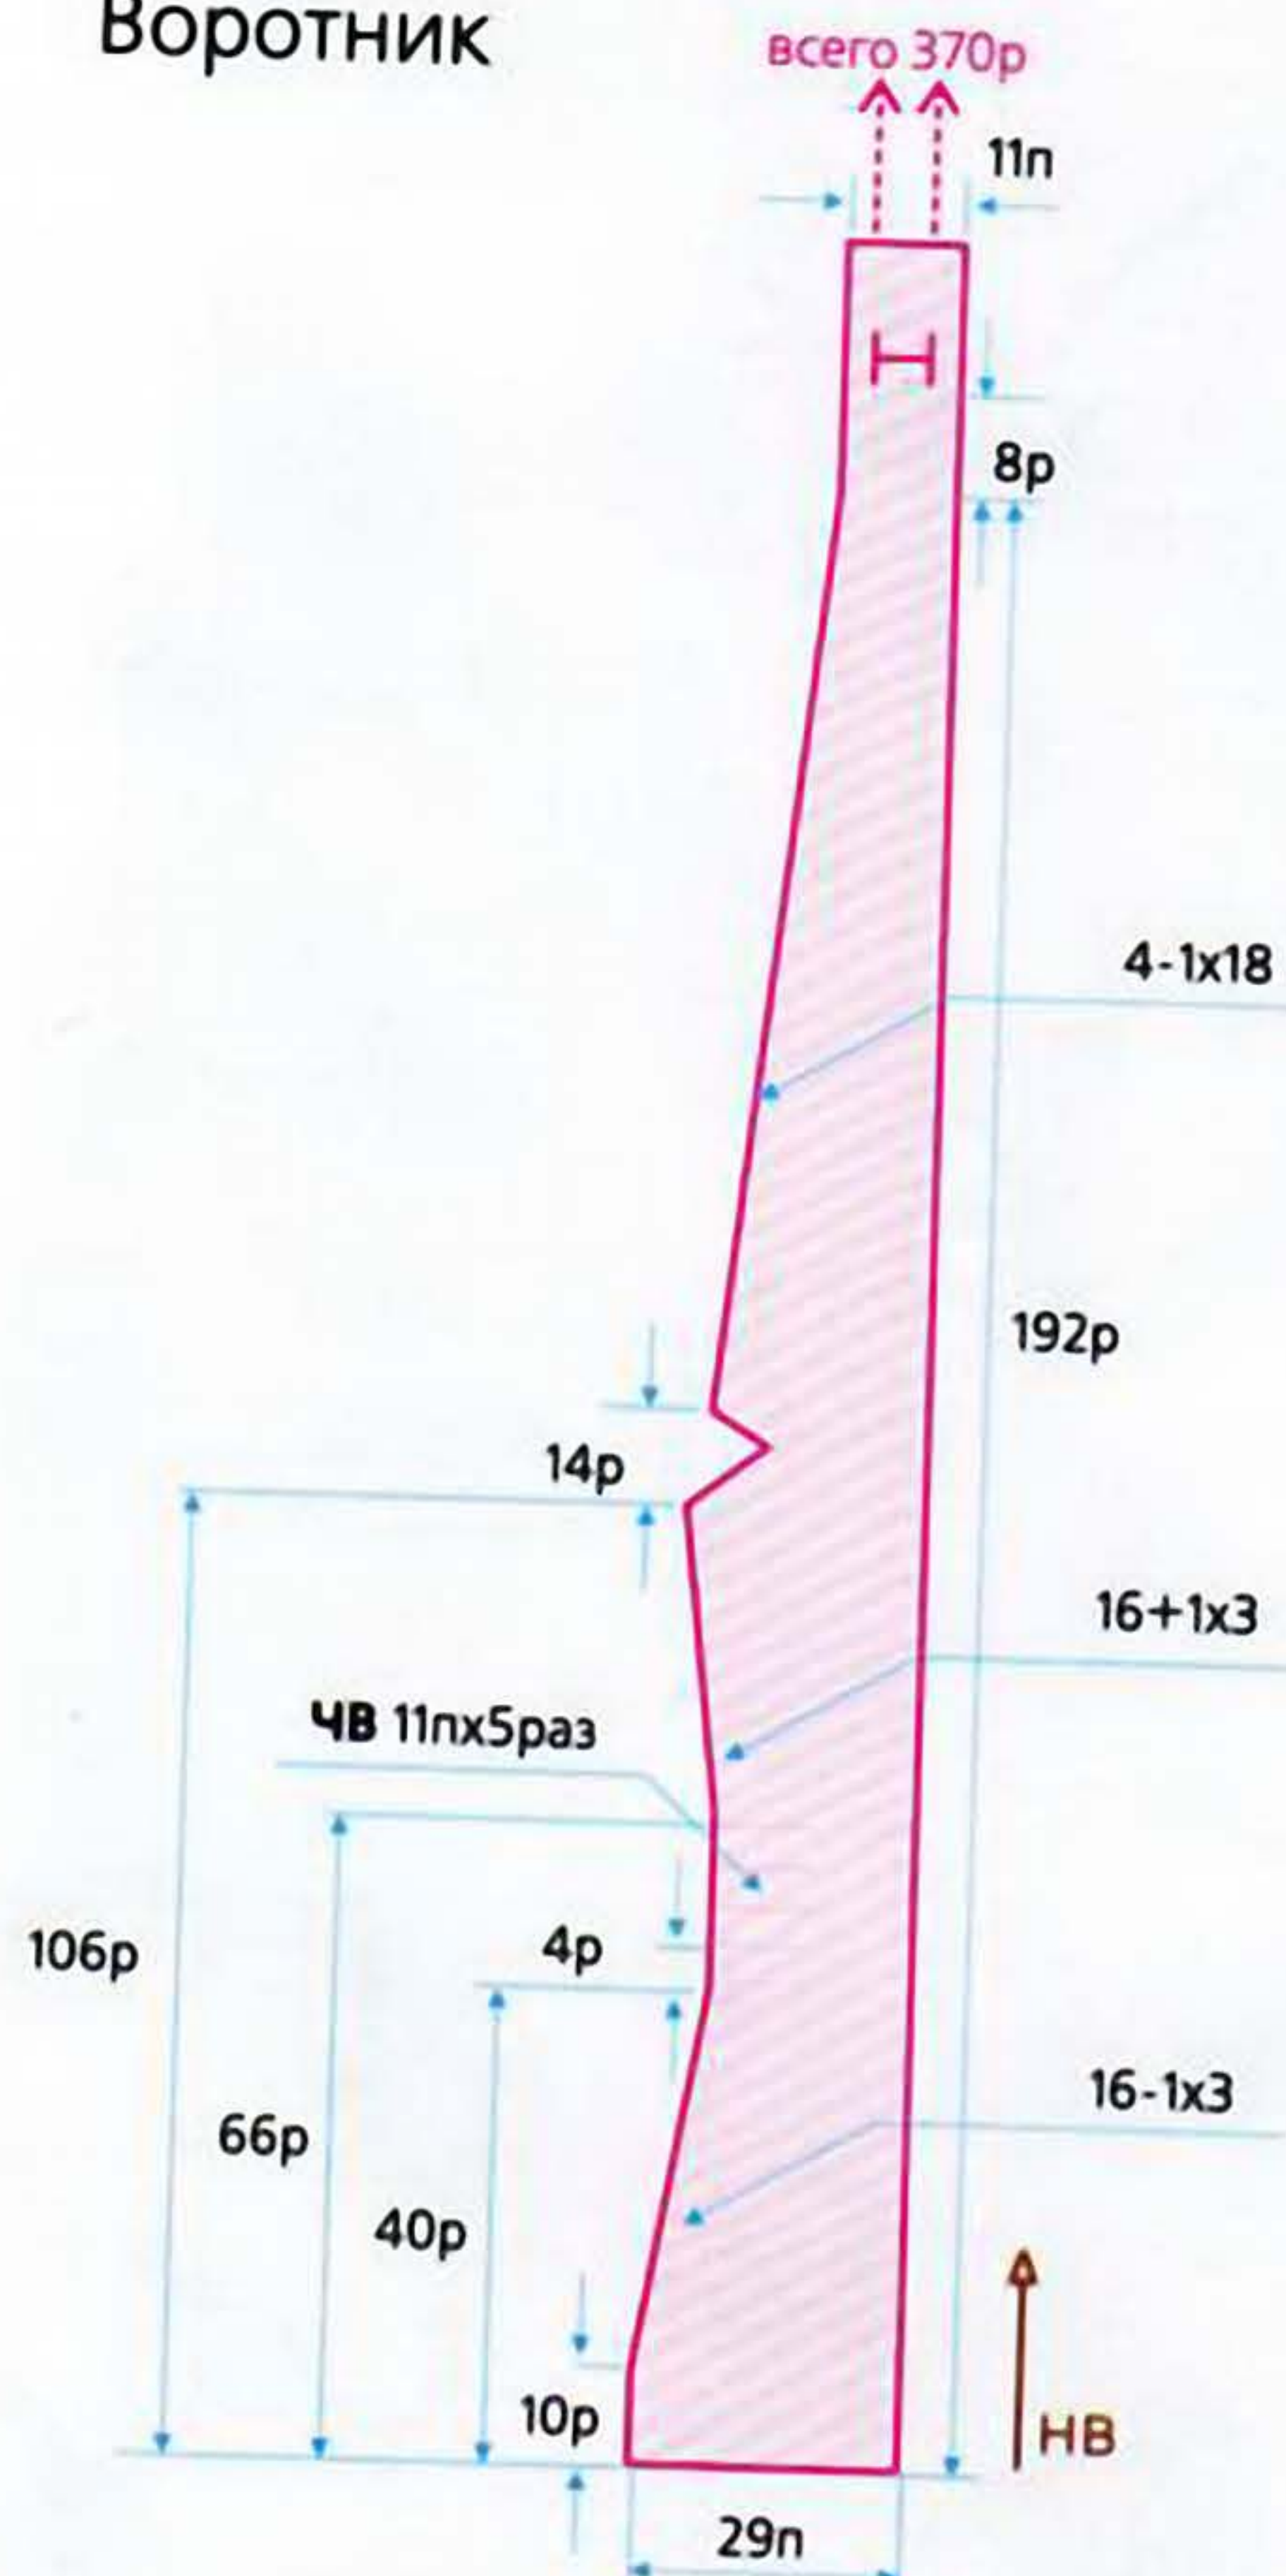 Воротник
всего 370р
11п
8р
4-1х18
192р
14р
16+1х3
ЧВ 11пх5раз
106р
4р
66р
16-1х3
40р
10р
НВ
29п